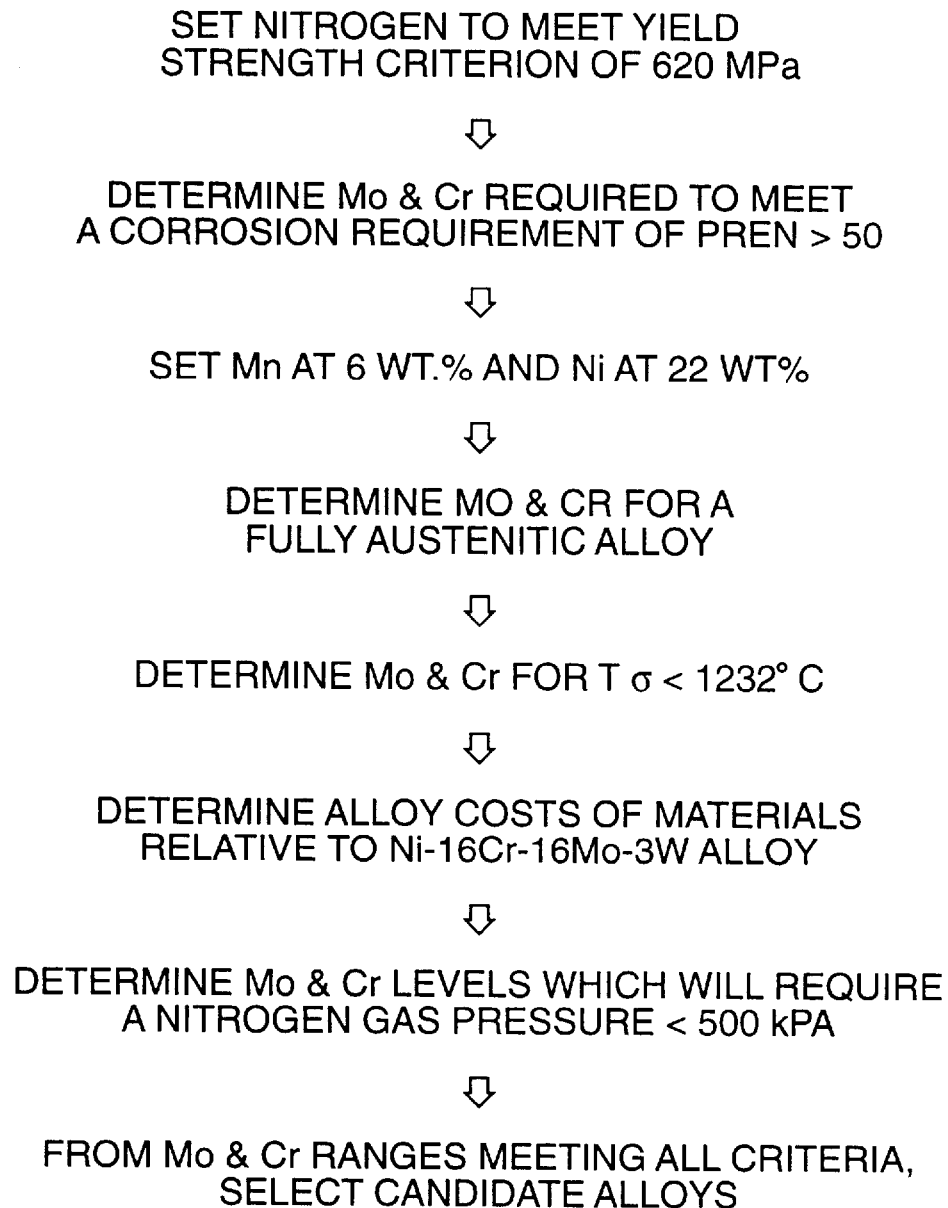 SET NITROGEN TO MEET YIELD
STRENGTH CRITERION OF 620 MPa
DETERMINE Mo & Cr REQUIRED TO MEET
A CORROSION REQUIREMENT OF PREN > 50
SET Mn AT 6 WT.% AND Ni AT 22 WT%
DETERMINE MO & CR FOR A
FULLY AUSTENITIC ALLOY
DETERMINE Mo & Cr FOR T σ < 1232° C
DETERMINE ALLOY COSTS OF MATERIALS
RELATIVE TO Ni-16Cr-16Mo-3W ALLOY
DETERMINE Mo & Cr LEVELS WHICH WILL REQUIRE
A NITROGEN GAS PRESSURE < 500 kPA
FROM Mo & Cr RANGES MEETING ALL CRITERIA,
SELECT CANDIDATE ALLOYS